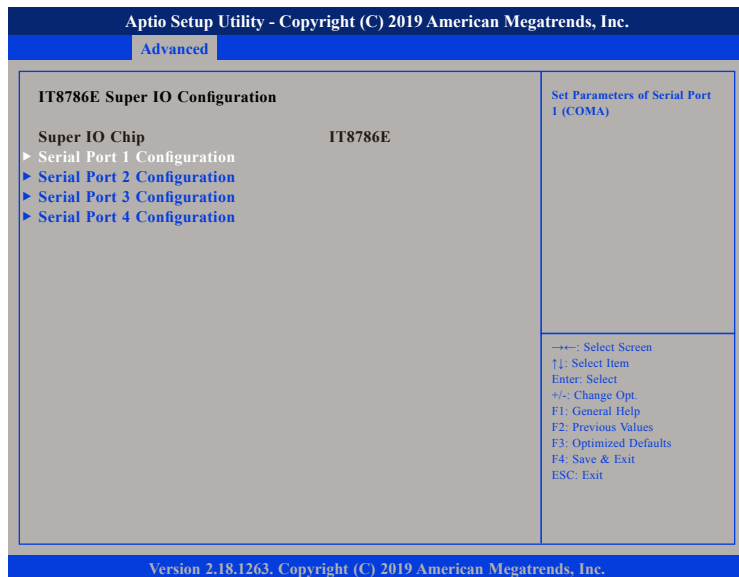 Aptio Setup Utility - Copyright (C) 2019 American Megatrends, Inc.
Advanced
IT8786E Super IO Configuration
Super IO Chip IT8786E
▶ Serial Port 1 Configuration
▶ Serial Port 2 Configuration
▶ Serial Port 3 Configuration
▶ Serial Port 4 Configuration
Set Parameters of Serial Port
1 (COMA)
→←: Select Screen
↑↓: Select Item
Enter: Select
+/-: Change Opt.
F1: General Help
F2: Previous Values
F3: Optimized Defaults
F4: Save & Exit
ESC: Exit
Version 2.18.1263. Copyright (C) 2019 American Megatrends, Inc.